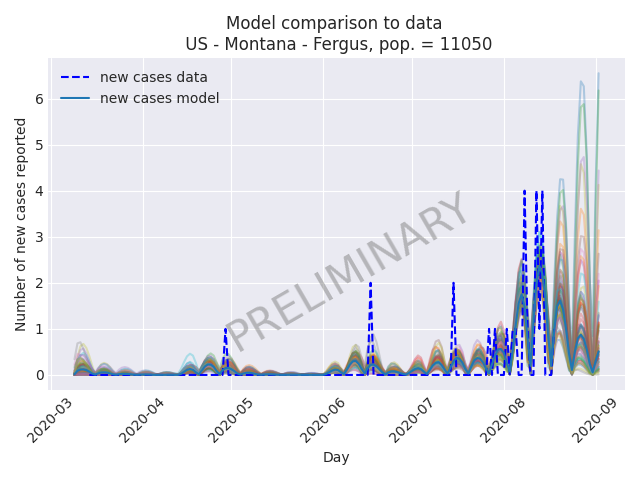 Model comparison to data
US - Montana - Fergus, pop. = 11050
new cases data
new cases model
PRELIMINARY
Number of new cases reported
6
5
4
3
2
1
0
2020-03
2020-04
2020-05
2020-06
2020-07
2020-08
2020-09
Day